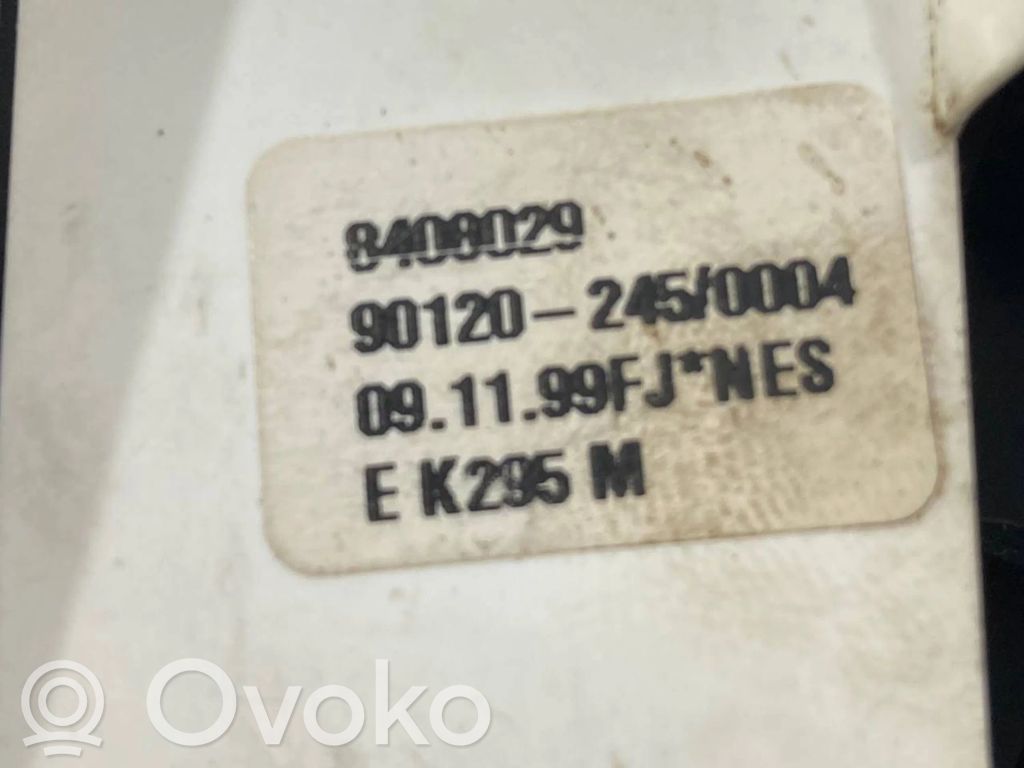 8408029
90120-245/0004
09.11.99FJ*NES
E K295 M
Ovoko